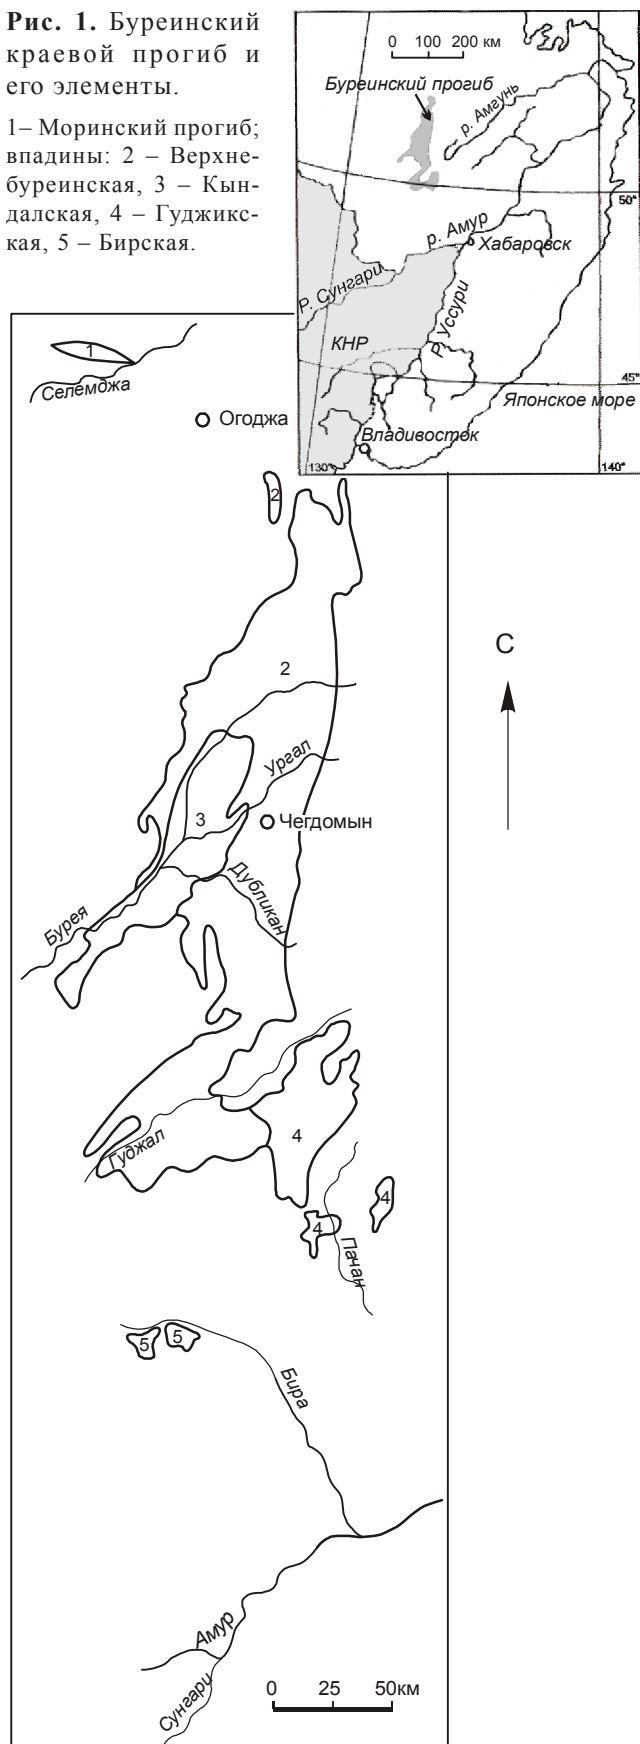 Рис. 1. Буреинский
краевой прогиб и
его элементы.
1– Моринский прогиб;
впадины: 2 – Верхне-
буреинская, 3 – Кын-
далская, 4 – Гуджикс-
кая, 5 – Бирская.
0 100 200 км
Буреинский прогиб
р. Амгунь
50°
р. Амур
Хабаровск
Р. Сунгари
Р. Уссури
КНР
45°
Японское море
Владивосток
130°
140°
1
Селемджа
Огоджа
2
С
2
Ургал
3
Чегдомын
Дубликан
Бурея
4
Гуджал
4
4
Пачан
5
5
Бира
Амур
Сунгари
0 25 50км